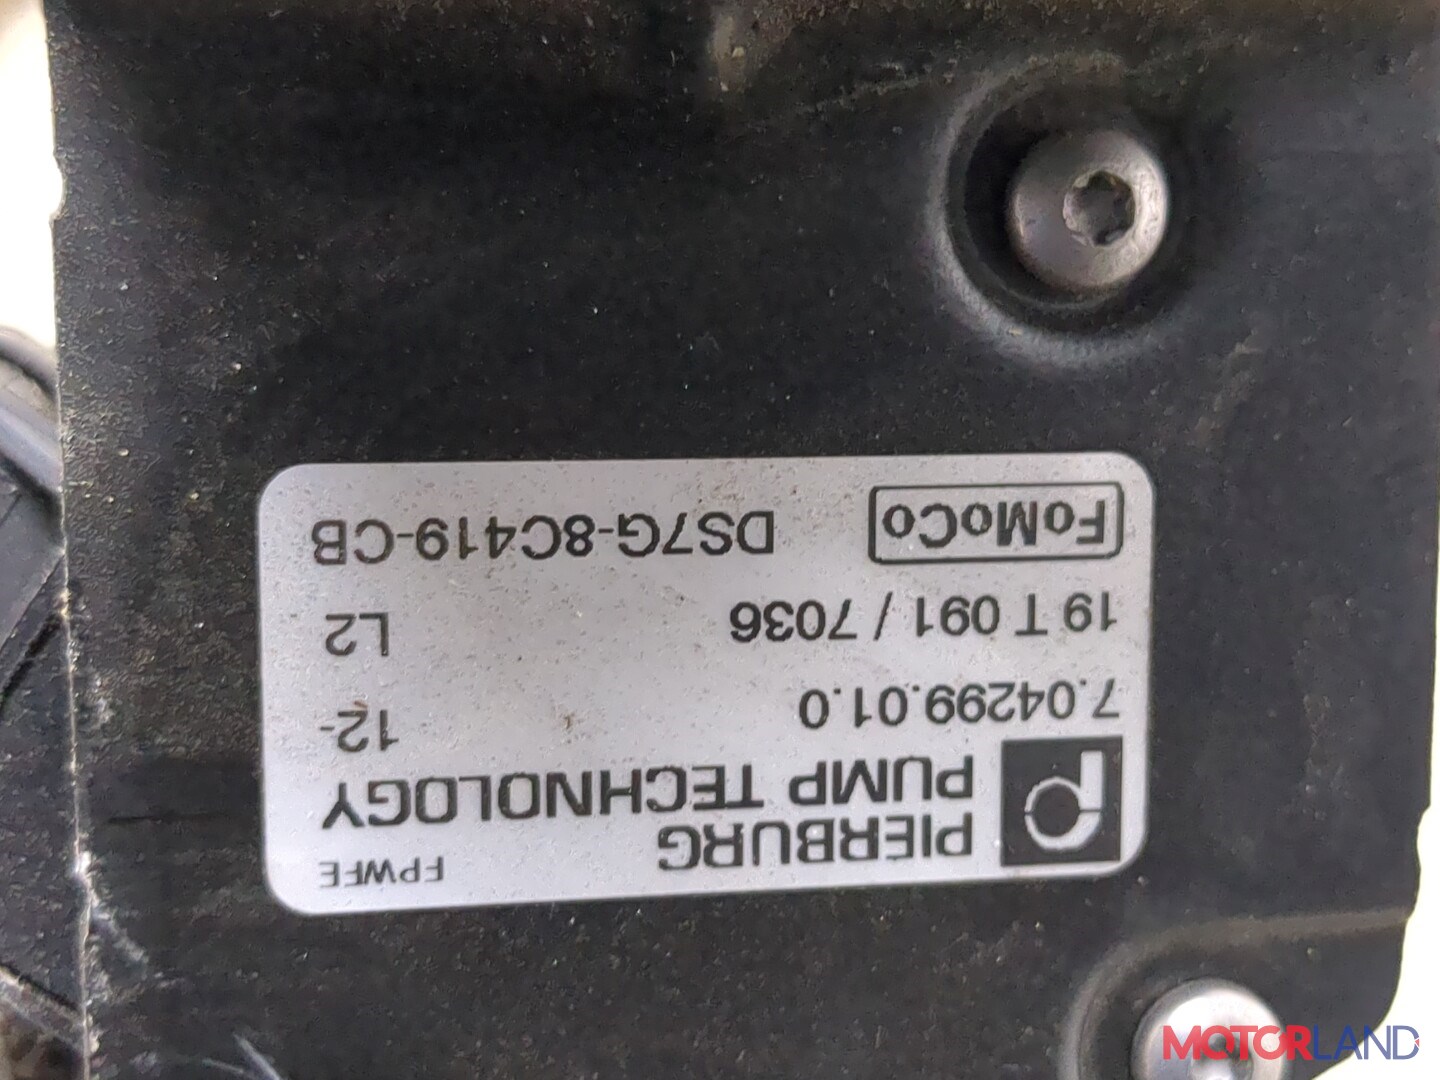 PIERBURG FPWFE
PUMP TECHNOLOGY
7.04299.01.0 12-
19 T 091 / 7036 L2
FoMoCo DS7G-8C419-CB
MOTORLAND